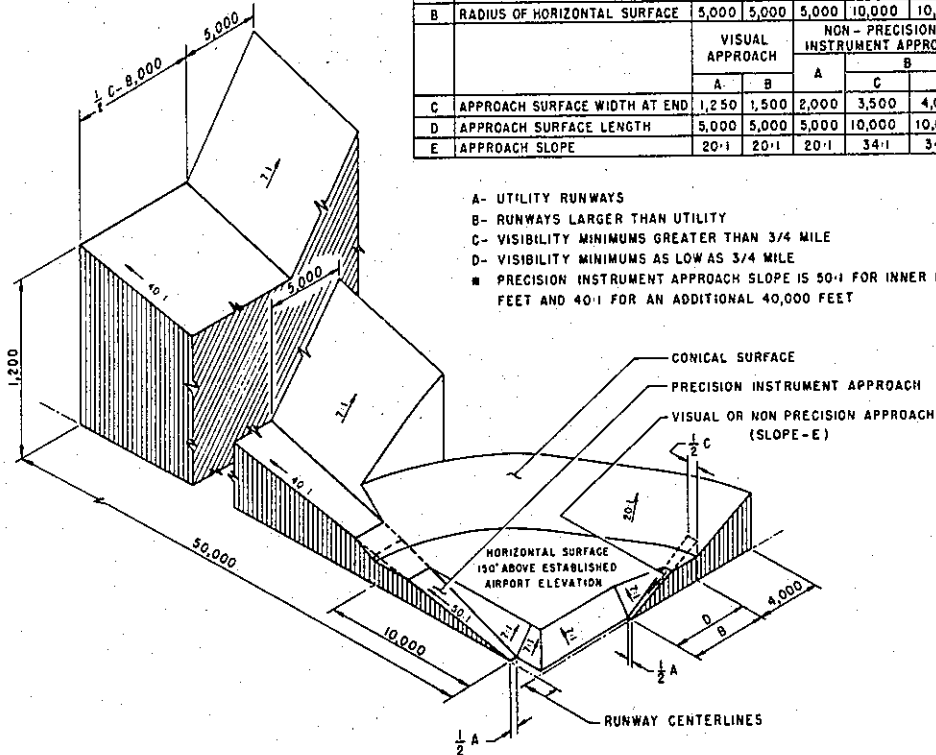 B RADIUS OF HORIZONTAL SURFACE 5,000 5,000 5,000 10,000 10,
VISUAL APPROACH
NON-PRECISION INSTRUMENT APPRO
B
A B A C
C APPROACH SURFACE WIDTH AT END 1,250 1,500 2,000 3,500 4,
D APPROACH SURFACE LENGTH 5,000 5,000 5,000 10,000 10,
E APPROACH SLOPE 20:1 20:1 20:1 34:1 3
A- UTILITY RUNWAYS
B- RUNWAYS LARGER THAN UTILITY
C- VISIBILITY MINIMUMS GREATER THAN 3/4 MILE
D- VISIBILITY MINIMUMS AS LOW AS 3/4 MILE
PRECISION INSTRUMENT APPROACH SLOPE IS 50:1 FOR INNER
FEET AND 40:1 FOR AN ADDITIONAL 40,000 FEET
5,000
1/2 C-8,000
7:1
40:1
5,000
1,200
7:1
CONICAL SURFACE
PRECISION INSTRUMENT APPROACH
VISUAL OR NON PRECISION APPROACH
(SLOPE-E)
1/2 C
40:1
20:1
50,000
HORIZONTAL SURFACE
150' ABOVE ESTABLISHED
AIRPORT ELEVATION
50:1
7:1
7:1
7:1
7:1
4,000
D
B
10,000
1/2 A
RUNWAY CENTERLINES
1/2 A